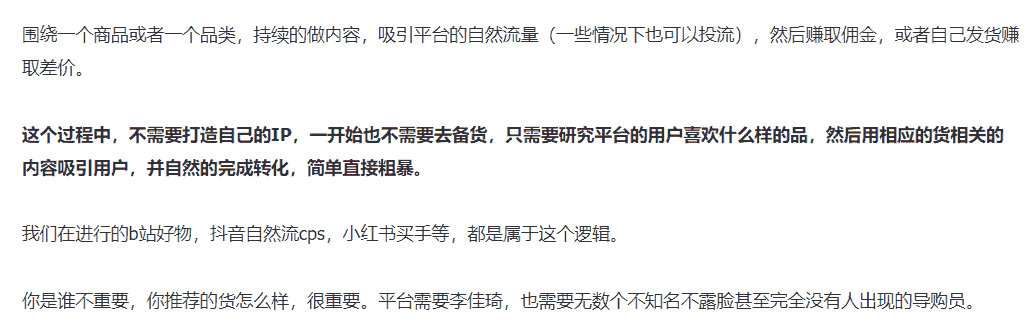 围绕一个商品或者一个品类，持续的做内容，吸引平台的自然流量（一些情况下也可以投流），然后赚取佣金，或者自己发货赚
取差价。
这个过程中，不需要打造自己的IP，一开始也不需要去备货，只需要研究平台的用户喜欢什么样的品，然后用相应的货相关的
内容吸引用户，并自然的完成转化，简单直接粗暴。
我们在进行的b站好物，抖音自然流cps，小红书买手等，都是属于这个逻辑。
你是谁不重要，你推荐的货怎么样，很重要。平台需要李佳琦，也需要无数个不知名不露脸甚至完全没有人出现的导购员。